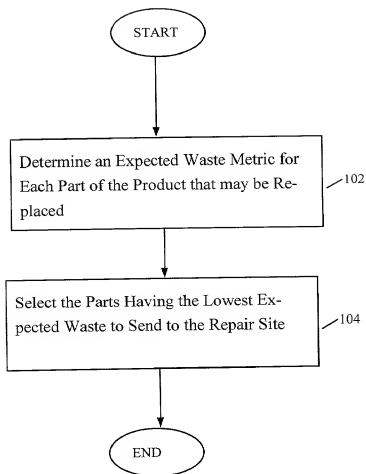 START
Determine an Expected Waste Metric for
Each Part of the Product that may be Re-
placed
102
Select the Parts Having the Lowest Ex-
pected Waste to Send to the Repair Site
104
END